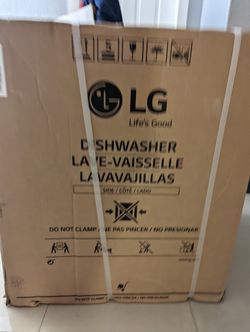 LG
Life's Good
DISHWASHER
LAVE-VAISSELLE
LAVAVAJILLAS
SIDE / CÔTÉ / LADO
DO NOT CLAMP / NE PAS PINCER / NO PRESIONAR